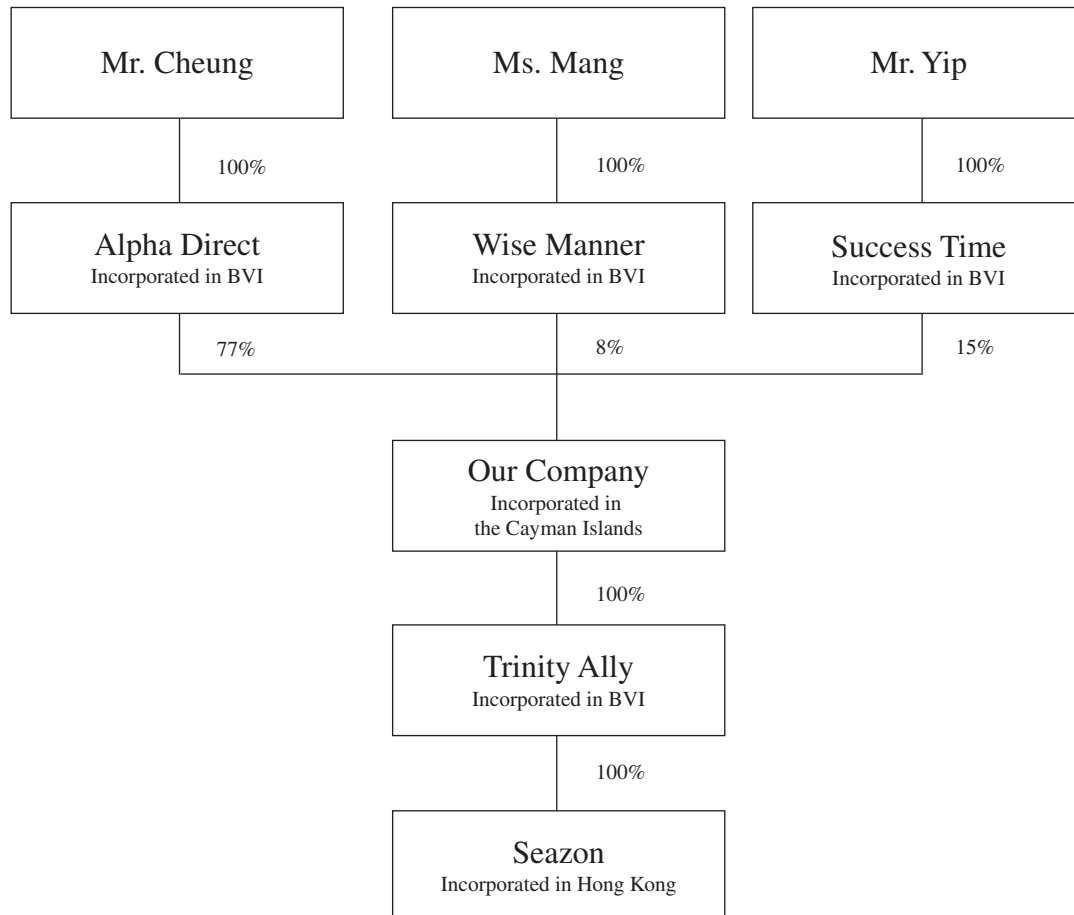 Mr. Cheung
Ms. Mang
Mr. Yip
100%
100%
100%
Alpha Direct
Incorporated in BVI
Wise Manner
Incorporated in BVI
Success Time
Incorporated in BVI
77%
8%
15%
Our Company
Incorporated in
the Cayman Islands
100%
Trinity Ally
Incorporated in BVI
100%
Seazon
Incorporated in Hong Kong